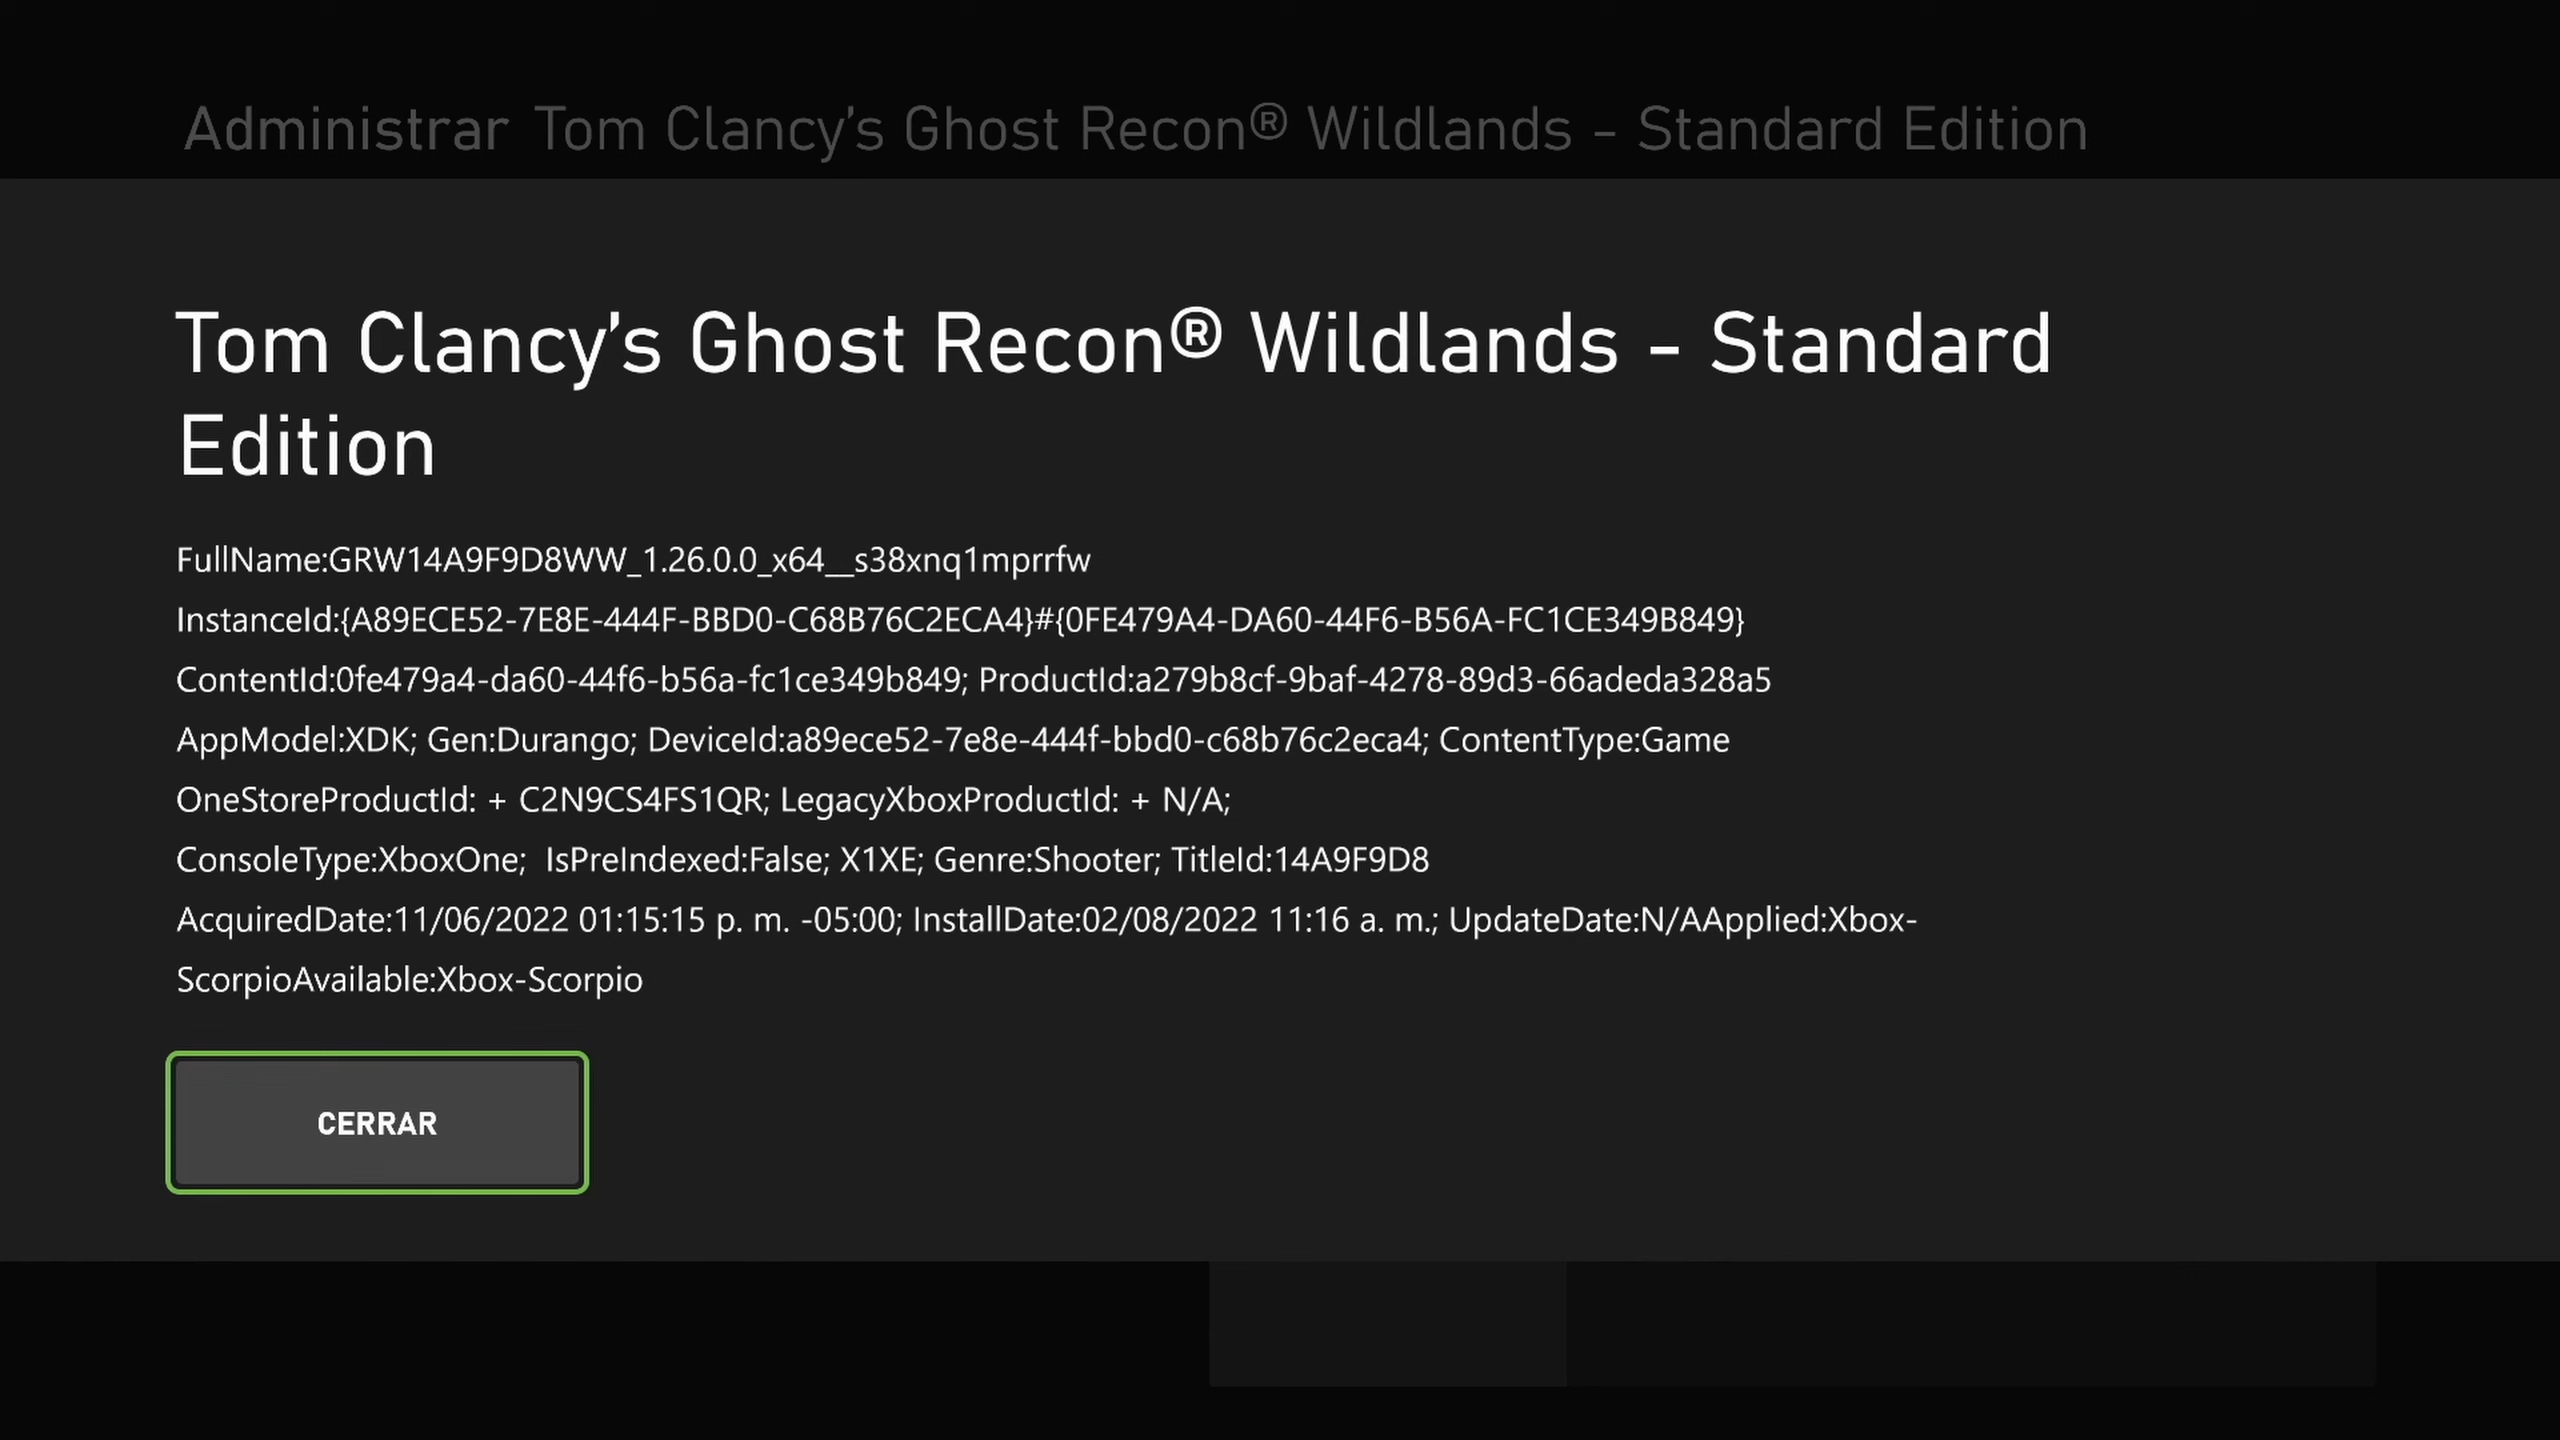 Administrar Tom Clancy’s Ghost Recon® Wildlands - Standard Edition
Tom Clancy’s Ghost Recon® Wildlands - Standard
Edition
FullName:GRW14A9F9D8WW_1.26.0.0_x64__s38xnq1mprrfw
InstanceId:{A89ECE52-7E8E-444F-BBD0-C68B76C2ECA4}#{0FE479A4-DA60-44F6-B56A-FC1CE349B849}
ContentId:0fe479a4-da60-44f6-b56a-fc1ce349b849; ProductId:a279b8cf-9baf-4278-89d3-66adeda328a5
AppModel:XDK; Gen:Durango; DeviceId:a89ece52-7e8e-444f-bbd0-c68b76c2eca4; ContentType:Game
OneStoreProductId: + C2N9CS4FS1QR; LegacyXboxProductId: + N/A;
ConsoleType:XboxOne;  IsPreIndexed:False; X1XE; Genre:Shooter; TitleId:14A9F9D8
AcquiredDate:11/06/2022 01:15:15 p. m. -05:00; InstallDate:02/08/2022 11:16 a. m.; UpdateDate:N/AApplied:Xbox-
ScorpioAvailable:Xbox-Scorpio
CERRAR